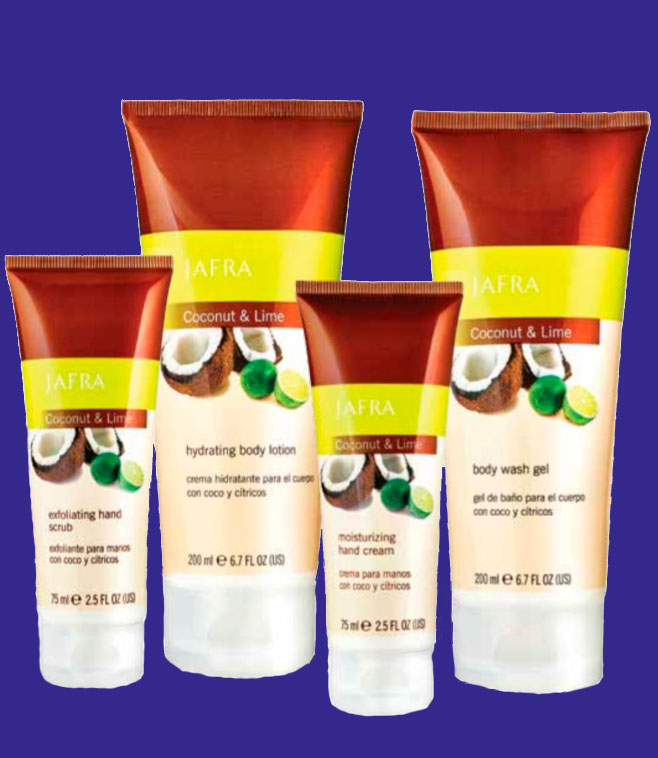 JAFRA
Coconut & Lime
exfoliating hand
scrub
exfoliante para manos
con coco y cítricos
75 ml ℮ 2.5 FL OZ (US)
JAFRA
Coconut & Lime
hydrating body lotion
crema hidratante para el cuerpo
con coco y cítricos
200 ml ℮ 6.7 FL OZ (US)
JAFRA
Coconut & Lime
moisturizing
hand cream
crema para manos
con coco y cítricos
75 ml ℮ 2.5 FL OZ (US)
JAFRA
Coconut & Lime
body wash gel
gel de baño para el cuerpo
con coco y cítricos
200 ml ℮ 6.7 FL OZ (US)